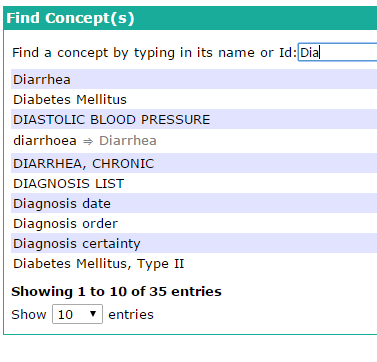 Find Concept(s)
Find a concept by typing in its name or Id: Dia
Diarrhea
Diabetes Mellitus
DIASTOLIC BLOOD PRESSURE
diarrhoea ⇒ Diarrhea
DIARRHEA, CHRONIC
DIAGNOSIS LIST
Diagnosis date
Diagnosis order
Diagnosis certainty
Diabetes Mellitus, Type II
Showing 1 to 10 of 35 entries
Show 10 entries